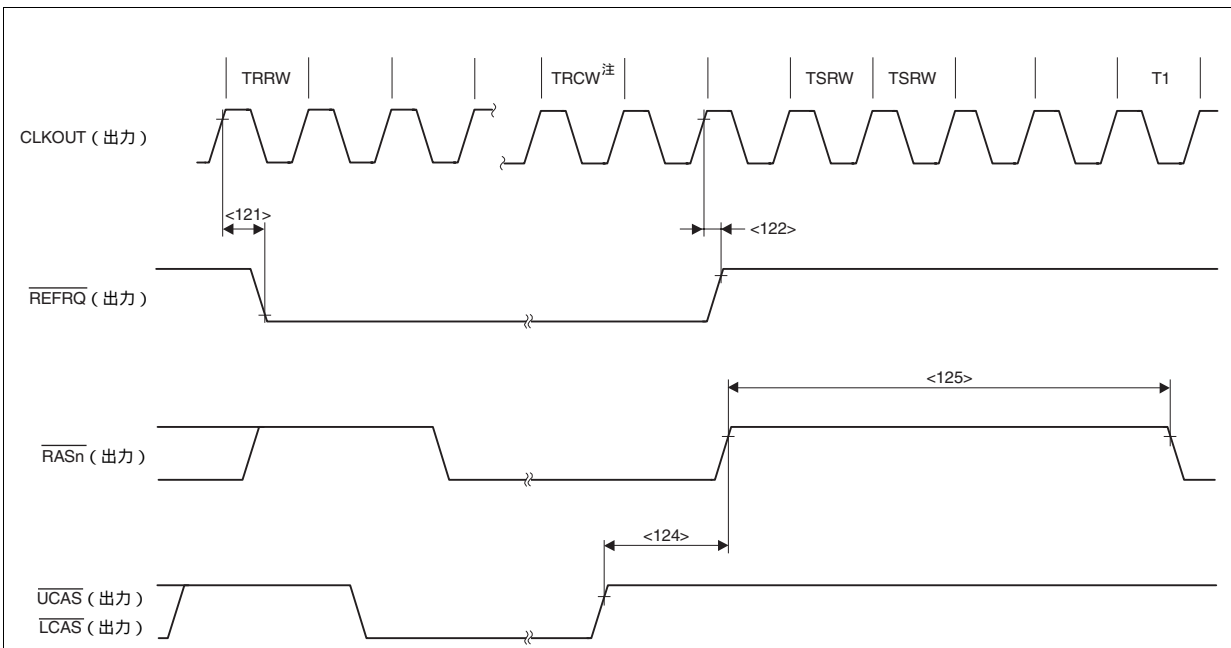 TRRW TRCW注 TSRW TSRW T1
CLKOUT（出力）
<121> <122>
REFRQ（出力）
<125>
RASn（出力）
<124>
UCAS（出力）
LCAS（出力）